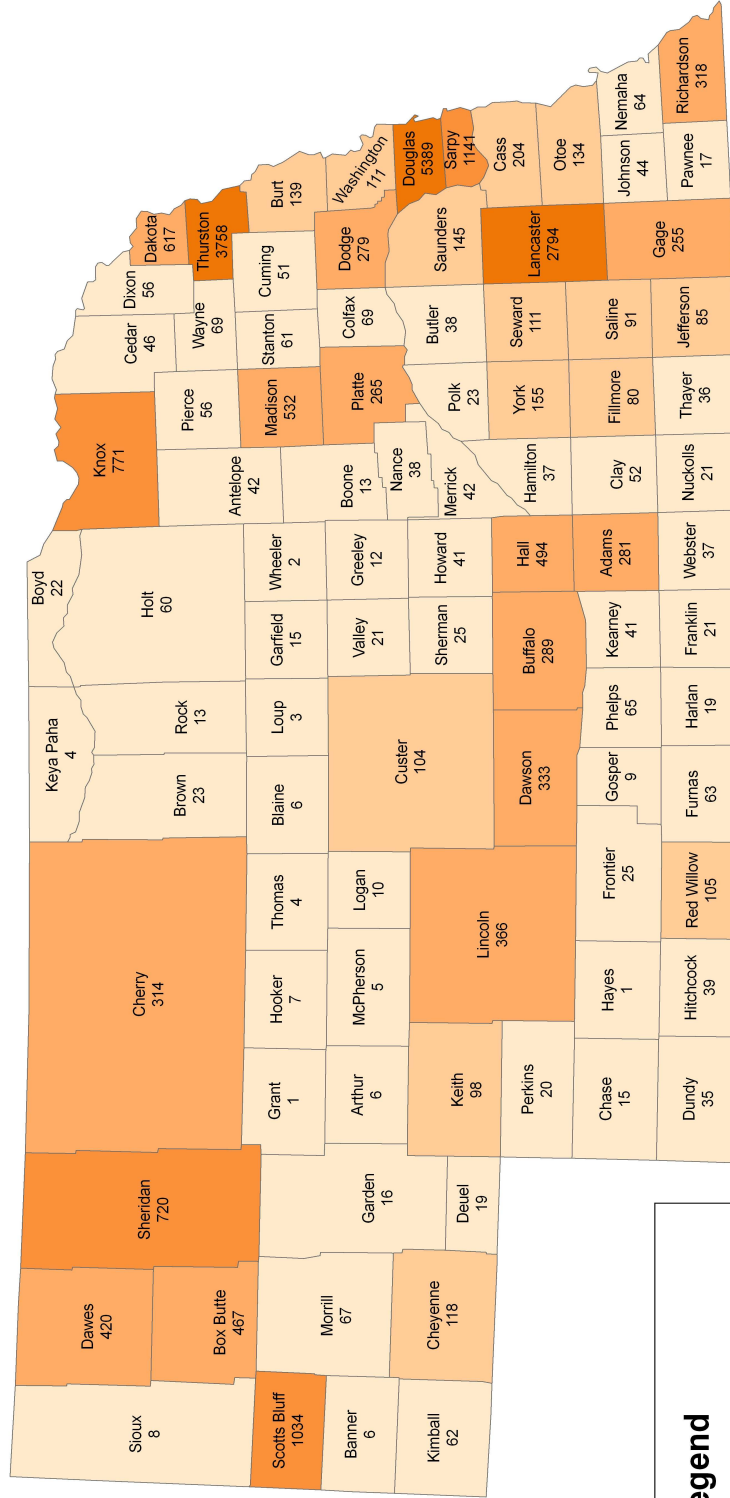 Sioux
8
Dawes
420
Sheridan
720
Cherry
314
Keya Paha
4
Boyd
22
Box Butte
467
Brown
23
Rock
13
Holt
60
Knox
771
Cedar
46
Dixon
56
Dakota
617
Antelope
42
Pierce
56
Wayne
69
Thurston
3758
Scotts Bluff
1034
Morrill
67
Garden
16
Grant
1
Hooker
7
Thomas
4
Blaine
6
Loup
3
Garfield
15
Wheeler
2
Boone
13
Madison
532
Stanton
61
Cuming
51
Burt
139
Banner
6
Arthur
6
McPherson
5
Logan
10
Custer
104
Valley
21
Greeley
12
Nance
38
Platte
265
Colfax
69
Dodge
279
Washington
111
Kimball
62
Cheyenne
118
Deuel
19
Keith
98
Lincoln
366
Sherman
25
Howard
41
Merrick
42
Polk
23
Butler
38
Saunders
145
Douglas
5389
Sarpy
1141
Perkins
20
Dawson
333
Buffalo
289
Hall
494
Hamilton
37
York
155
Seward
111
Lancaster
2794
Cass
204
Otoe
134
Chase
15
Hayes
1
Frontier
25
Gosper
9
Phelps
65
Kearney
41
Adams
281
Clay
52
Fillmore
80
Saline
91
Johnson
44
Nemaha
64
Dundy
35
Hitchcock
39
Red Willow
105
Furnas
63
Harlan
19
Franklin
21
Webster
37
Nuckolls
21
Thayer
36
Jefferson
85
Gage
255
Pawnee
17
Richardson
318
egend